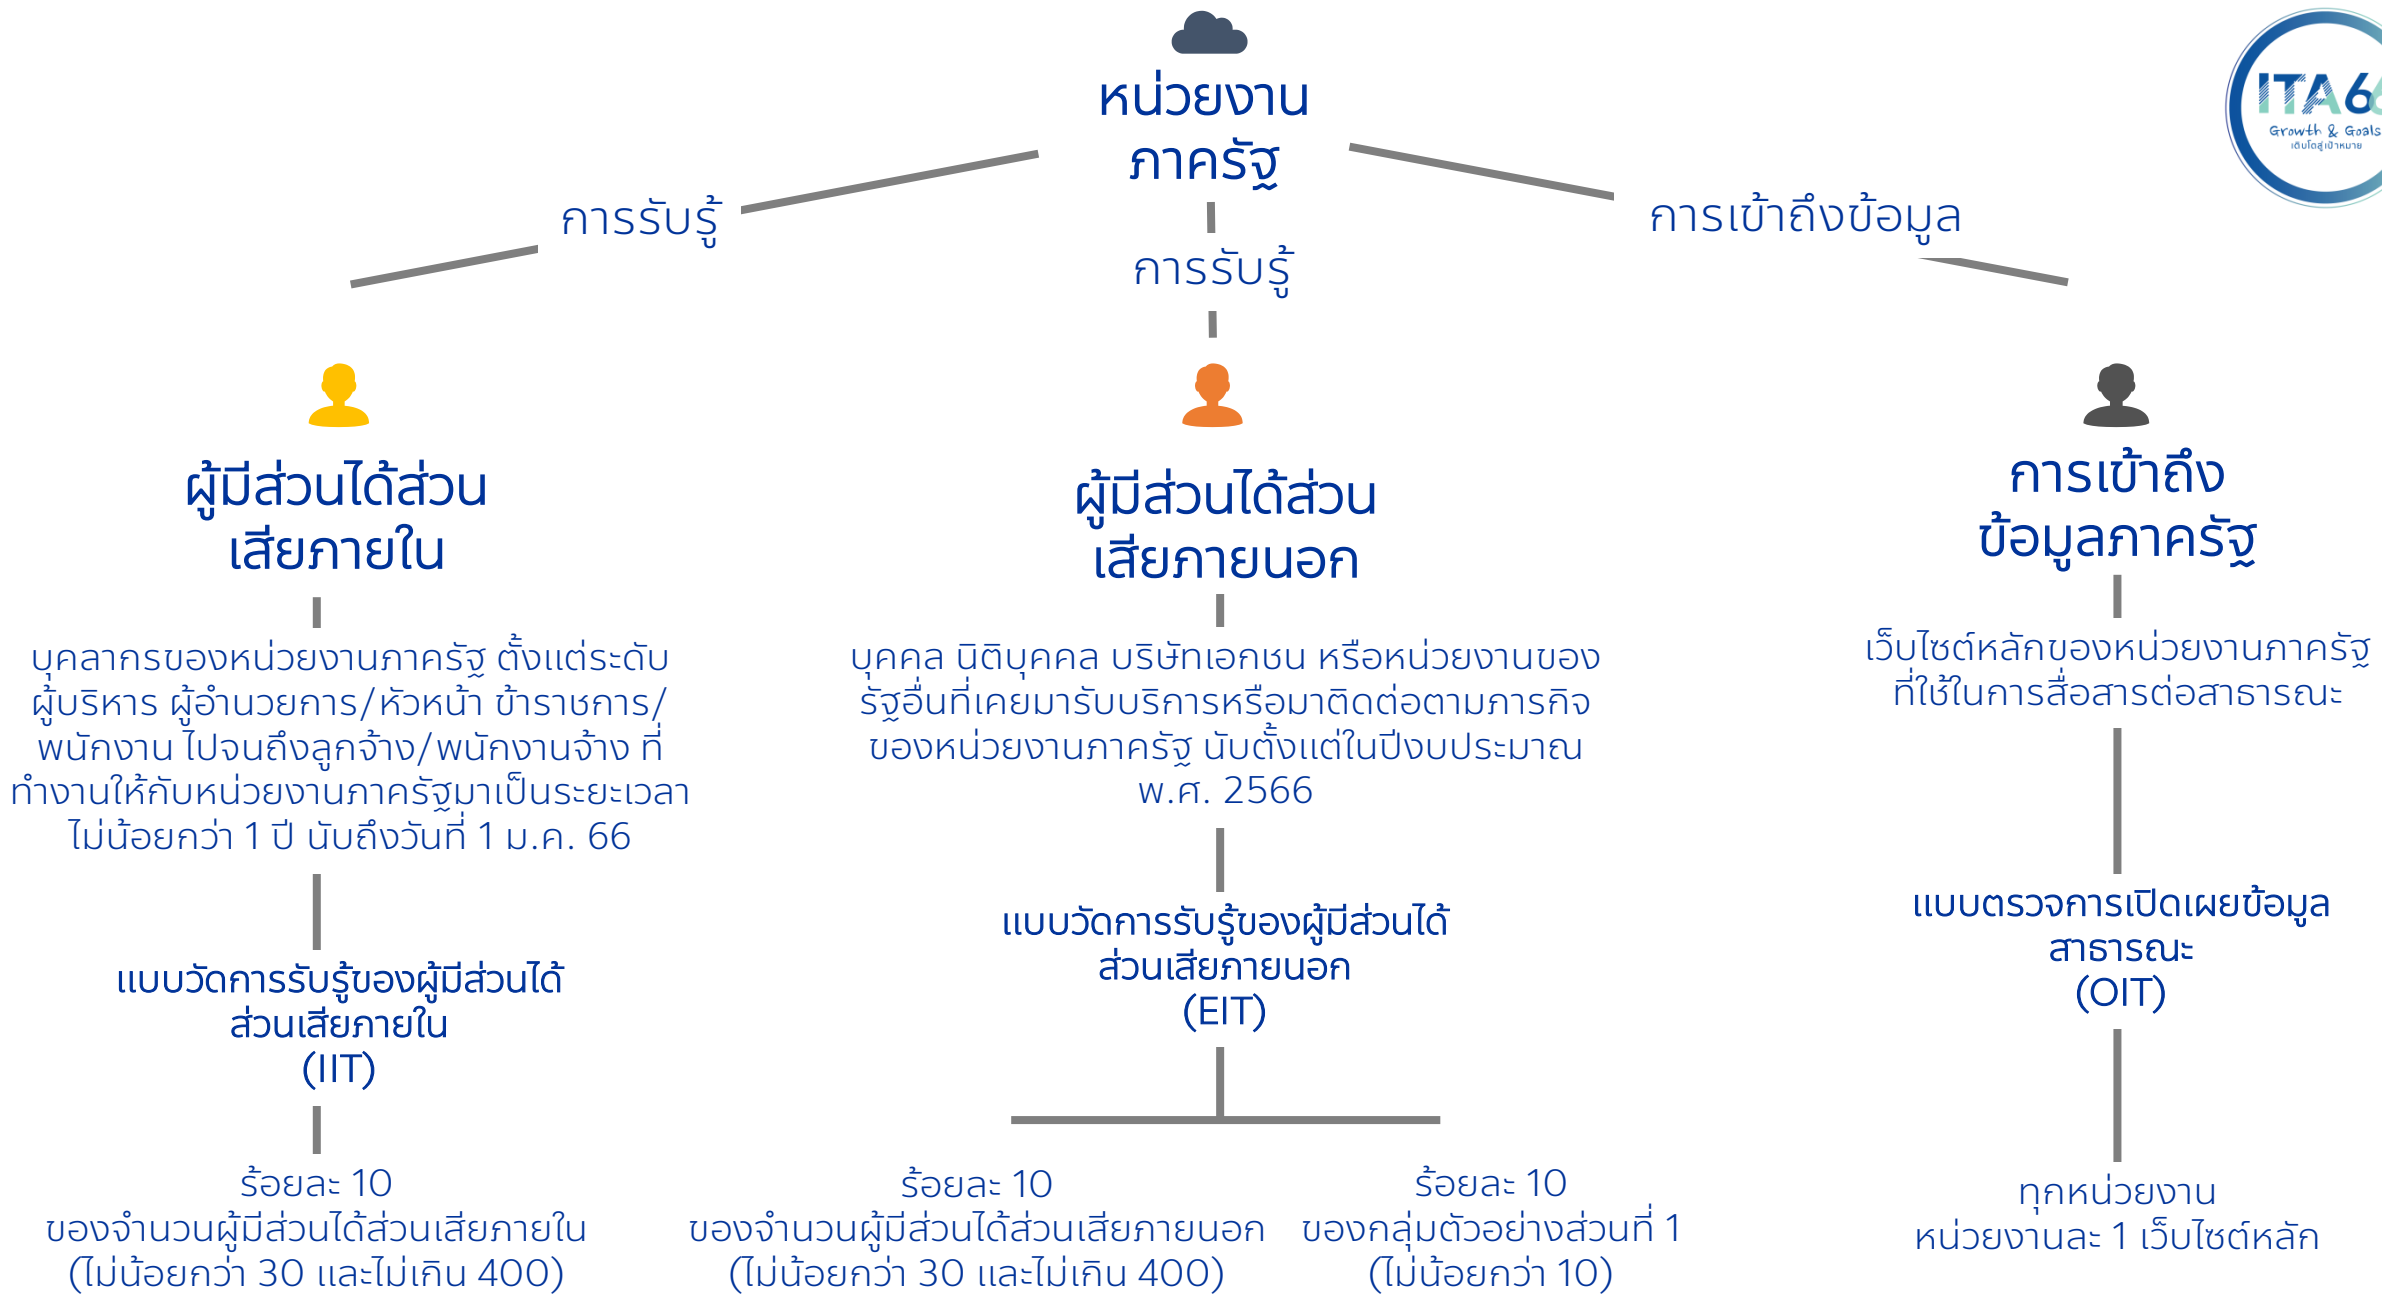 หน่วยงาน
ภาครัฐ
ITA66
Growth & Goals
เติบโตสู่เป้าหมาย
การรับรู้
การรับรู้
การเข้าถึงข้อมูล
ผู้มีส่วนได้ส่วน
เสียภายใน
บุคลากรของหน่วยงานภาครัฐ ตั้งแต่ระดับ
ผู้บริหาร ผู้อำนวยการ/หัวหน้า ข้าราชการ/
พนักงาน ไปจนถึงลูกจ้าง/พนักงานจ้าง ที่
ทำงานให้กับหน่วยงานภาครัฐมาเป็นระยะเวลา
ไม่น้อยกว่า 1 ปี นับถึงวันที่ 1 ม.ค. 66
แบบวัดการรับรู้ของผู้มีส่วนได้
ส่วนเสียภายใน
(IIT)
ร้อยละ 10
ของจำนวนผู้มีส่วนได้ส่วนเสียภายใน
(ไม่น้อยกว่า 30 และไม่เกิน 400)
ผู้มีส่วนได้ส่วน
เสียภายนอก
บุคคล นิติบุคคล บริษัทเอกชน หรือหน่วยงานของ
รัฐอื่นที่เคยมารับบริการหรือมาติดต่อตามภารกิจ
ของหน่วยงานภาครัฐ นับตั้งแต่ในปีงบประมาณ
พ.ศ. 2566
แบบวัดการรับรู้ของผู้มีส่วนได้
ส่วนเสียภายนอก
(EIT)
ร้อยละ 10
ของจำนวนผู้มีส่วนได้ส่วนเสียภายนอก
(ไม่น้อยกว่า 30 และไม่เกิน 400)
ร้อยละ 10
ของกลุ่มตัวอย่างส่วนที่ 1
(ไม่น้อยกว่า 10)
การเข้าถึง
ข้อมูลภาครัฐ
เว็บไซต์หลักของหน่วยงานภาครัฐ
ที่ใช้ในการสื่อสารต่อสาธารณะ
แบบตรวจการเปิดเผยข้อมูล
สาธารณะ
(OIT)
ทุกหน่วยงาน
หน่วยงานละ 1 เว็บไซต์หลัก